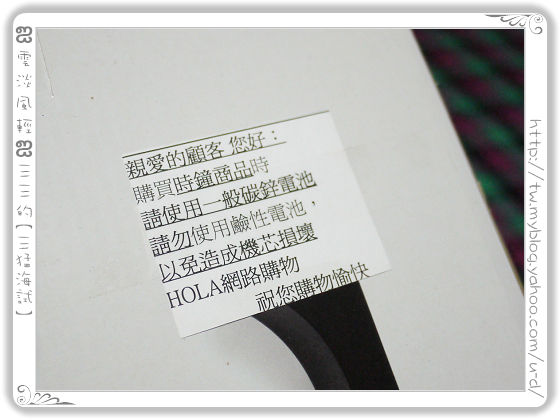 親愛的顧客 您好：
購買時鐘商品時
請使用一般碳鋅電池
請勿使用鹼性電池，
以免造成機芯損壞
HOLA網路購物
祝您購物愉快
雲淡風輕 三三的【三猛海試】
http://tw.myblog.yahoo.com/u-d/